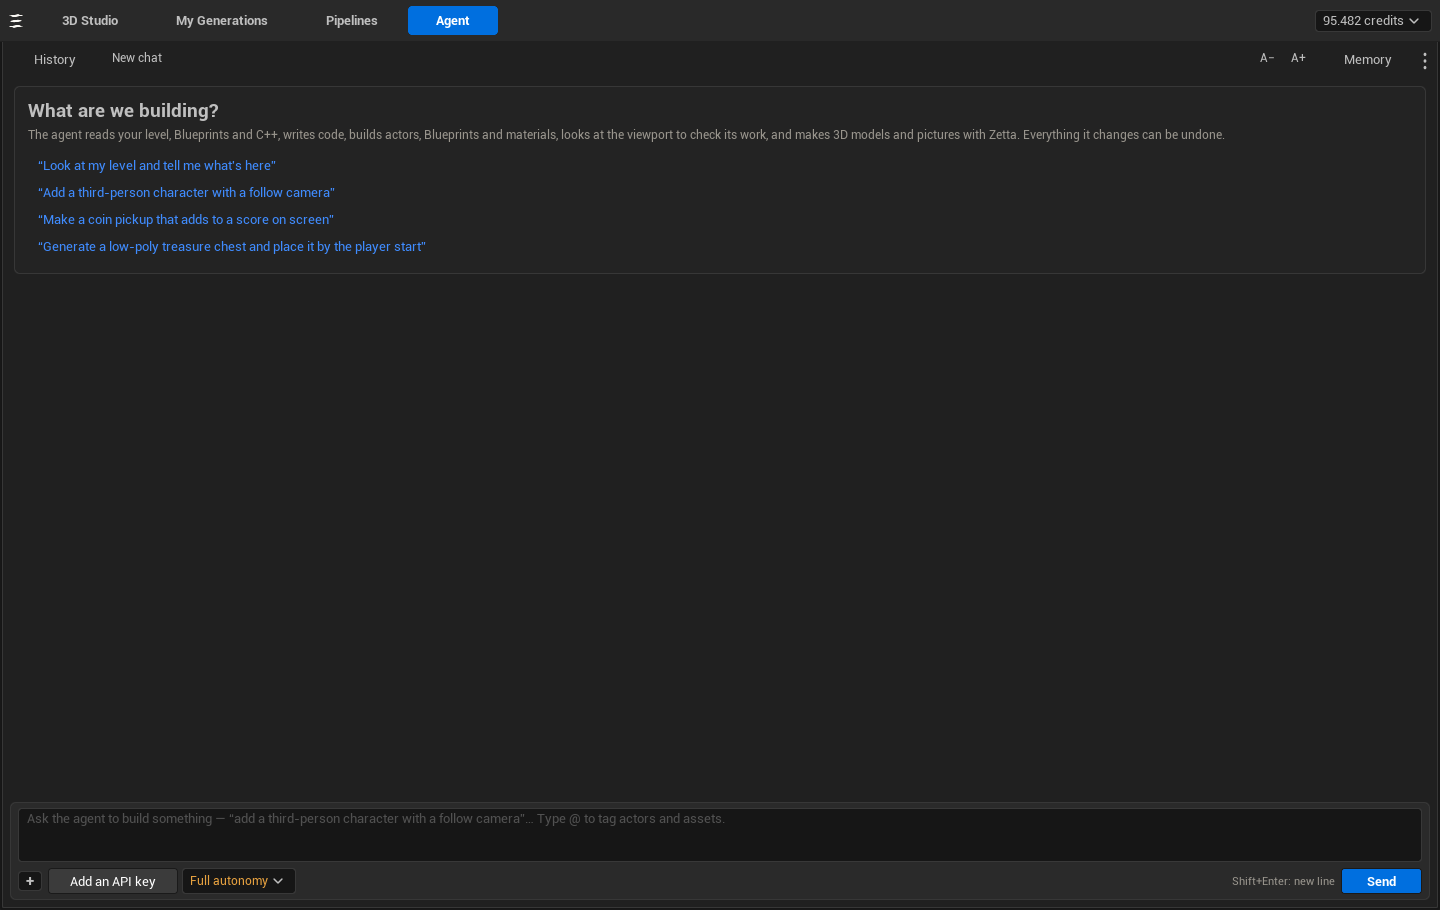 3D Studio
My Generations
Pipelines
Agent
95.482 credits
History
New chat
A−
A+
Memory
What are we building?
The agent reads your level, Blueprints and C++, writes code, builds actors, Blueprints and materials, looks at the viewport to check its work, and makes 3D models and pictures with Zetta. Everything it changes can be undone.
“Look at my level and tell me what's here”
“Add a third-person character with a follow camera”
“Make a coin pickup that adds to a score on screen”
“Generate a low-poly treasure chest and place it by the player start”
Ask the agent to build something — “add a third-person character with a follow camera”... Type @ to tag actors and assets.
+
Add an API key
Full autonomy
Shift+Enter: new line
Send